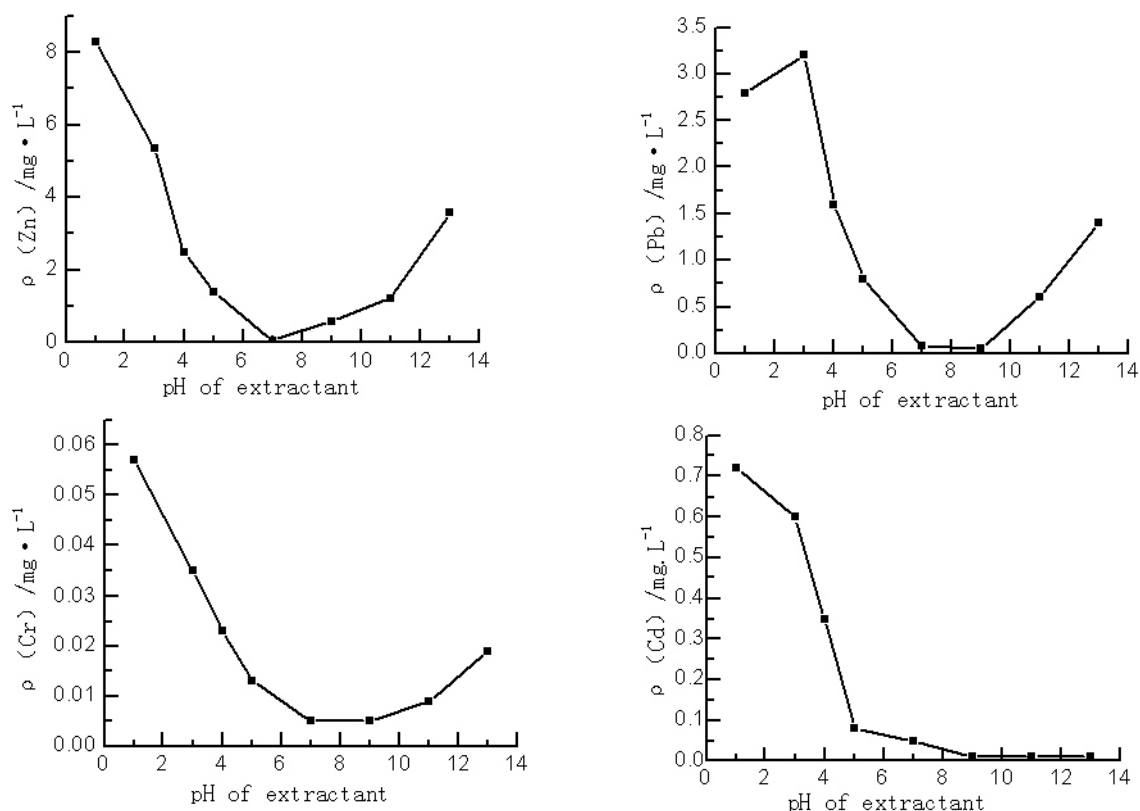 8
6
4
2
0
ρ (Zn) /mg•L⁻¹
0 2 4 6 8 10 12 14
pH of extractant
3.5
3.0
2.5
2.0
1.5
1.0
0.5
0.0
ρ (Pb) /mg•L⁻¹
0 2 4 6 8 10 12 14
pH of extractant
0.06
0.05
0.04
0.03
0.02
0.01
0.00
ρ (Cr) /mg•L⁻¹
0 2 4 6 8 10 12 14
pH of extractant
0.8
0.7
0.6
0.5
0.4
0.3
0.2
0.1
0.0
ρ (Cd) /mg.L⁻¹
0 2 4 6 8 10 12 14
pH of extractant